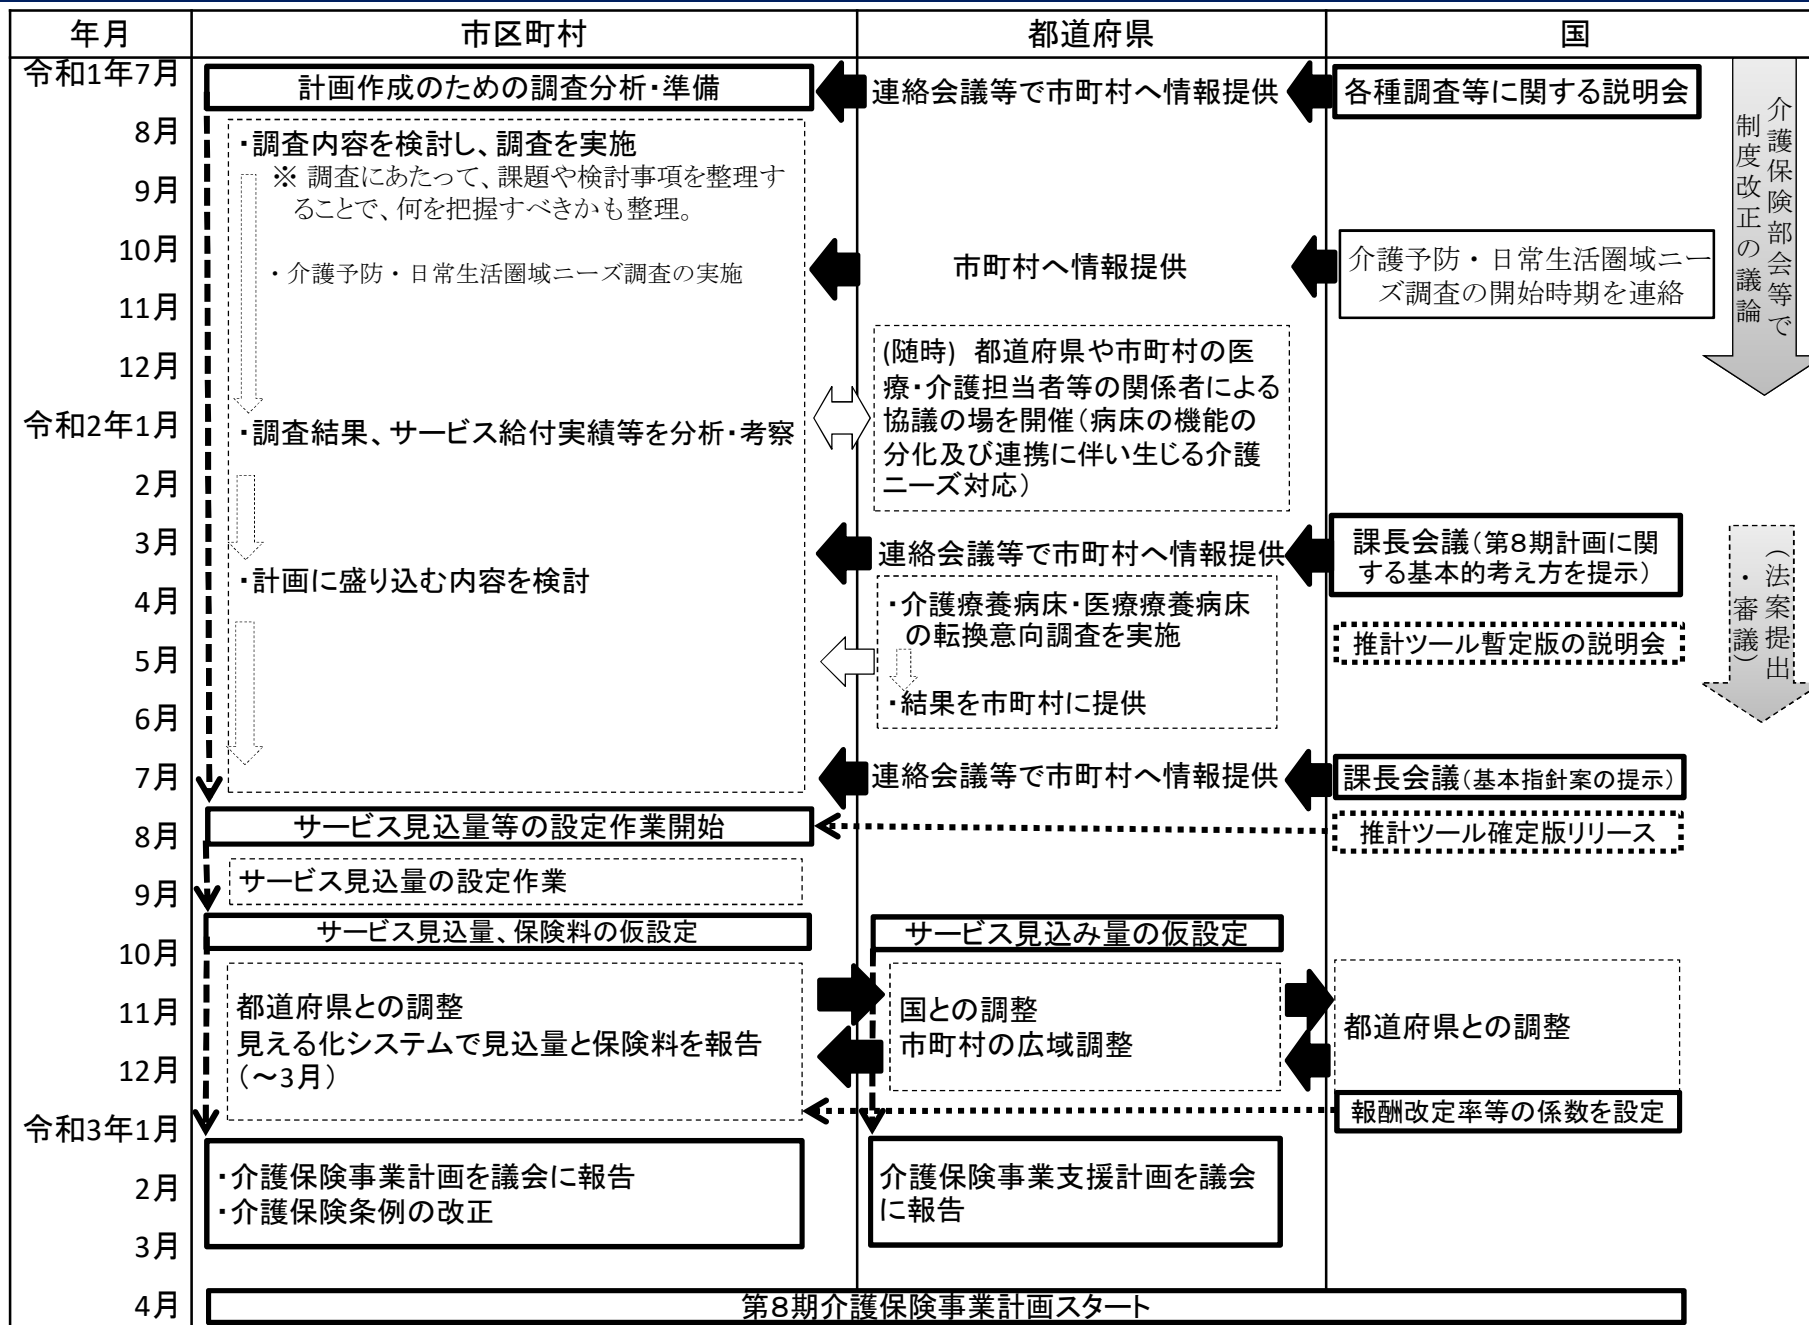 年月
市区町村
都道府県
国
令和1年7月
計画作成のための調査分析・準備
連絡会議等で市町村へ情報提供
各種調査等に関する説明会
介護保険部会等で
制度改正の議論
8月
・調査内容を検討し、調査を実施
9月
※ 調査にあたって、課題や検討事項を整理す
ることで、何を把握すべきかも整理。
10月
・介護予防・日常生活圏域ニーズ調査の実施
市町村へ情報提供
介護予防・日常生活圏域ニー
ズ調査の開始時期を連絡
11月
12月
(随時) 都道府県や市町村の医
療・介護担当者等の関係者による
協議の場を開催(病床の機能の
分化及び連携に伴い生じる介護
ニーズ対応)
令和2年1月
・調査結果、サービス給付実績等を分析・考察
2月
3月
連絡会議等で市町村へ情報提供
課長会議(第8期計画に関
する基本的考え方を提示)
(法案提出
・審議)
・計画に盛り込む内容を検討
4月
・介護療養病床・医療療養病床
の転換意向調査を実施
5月
推計ツール暫定版の説明会
・結果を市町村に提供
6月
7月
連絡会議等で市町村へ情報提供
課長会議(基本指針案の提示)
8月
サービス見込量等の設定作業開始
推計ツール確定版リリース
9月
サービス見込量の設定作業
サービス見込量、保険料の仮設定
サービス見込み量の仮設定
10月
11月
都道府県との調整
見える化システムで見込量と保険料を報告
(～3月)
国との調整
市町村の広域調整
都道府県との調整
12月
報酬改定率等の係数を設定
令和3年1月
2月
・介護保険事業計画を議会に報告
・介護保険条例の改正
介護保険事業支援計画を議会
に報告
3月
4月
第8期介護保険事業計画スタート